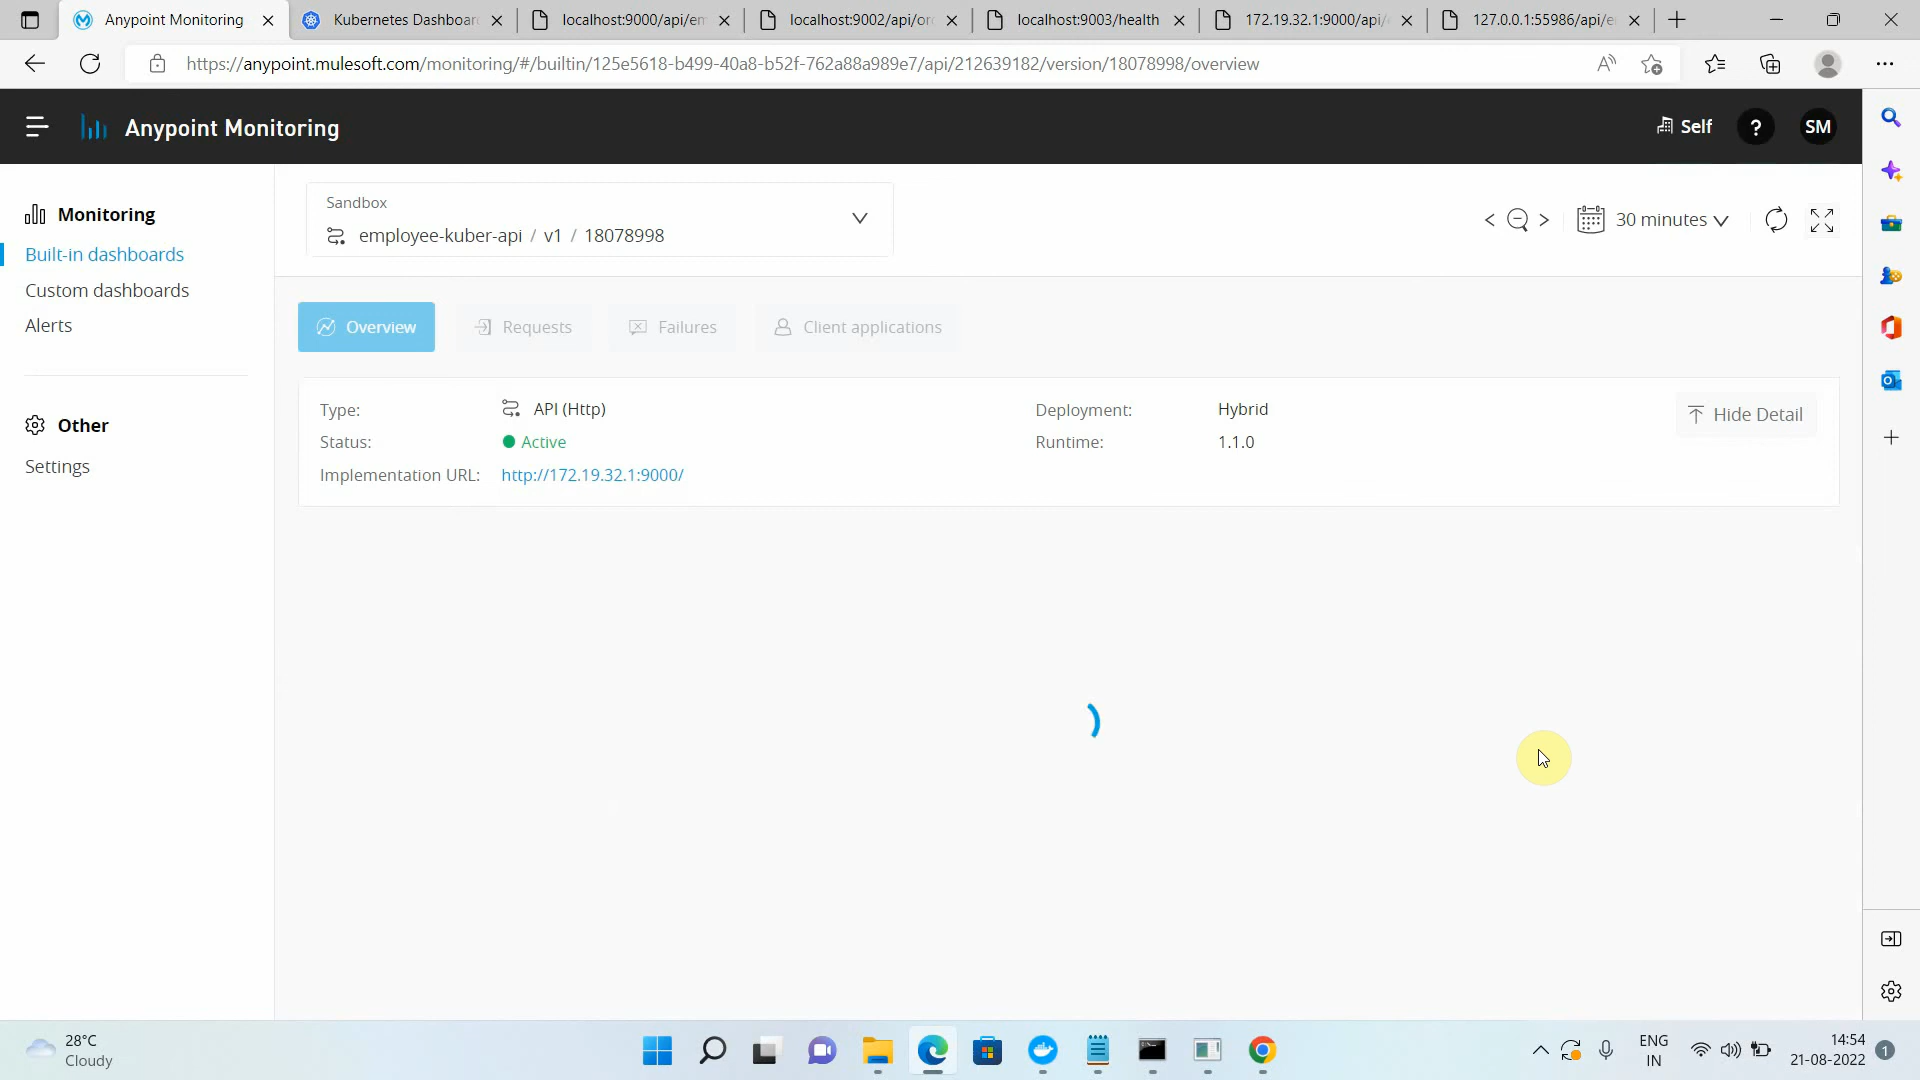 Anypoint Monitoring
Kubernetes Dashboar
localhost:9000/api/em
localhost:9002/api/or
localhost:9003/health
172.19.32.1:9000/api/
127.0.0.1:55986/api/e
https://anypoint.mulesoft.com/monitoring/#/builtin/125e5618-b499-40a8-b52f-762a88a989e7/api/212639182/version/18078998/overview
Anypoint Monitoring
Self
?
SM
Monitoring
Built-in dashboards
Custom dashboards
Alerts
Other
Settings
Sandbox
employee-kuber-api / v1 / 18078998
30 minutes
Overview
Requests
Failures
Client applications
Type: API (Http)
Status: Active
Implementation URL: http://172.19.32.1:9000/
Deployment: Hybrid
Runtime: 1.1.0
Hide Detail
28°C
Cloudy
ENG
IN
14:54
21-08-2022
1